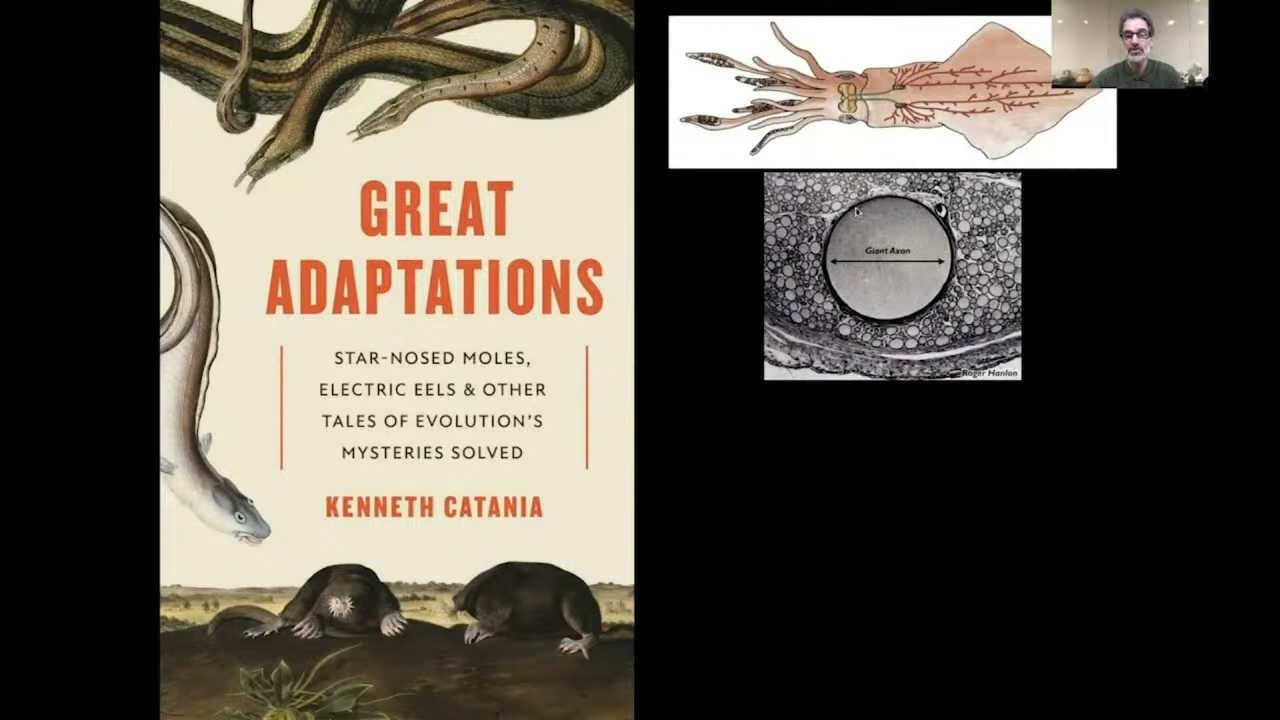 GREAT
ADAPTATIONS
STAR-NOSED MOLES,
ELECTRIC EELS & OTHER
TALES OF EVOLUTION'S
MYSTERIES SOLVED
KENNETH CATANIA
Giant Axon
Roger Hanlon